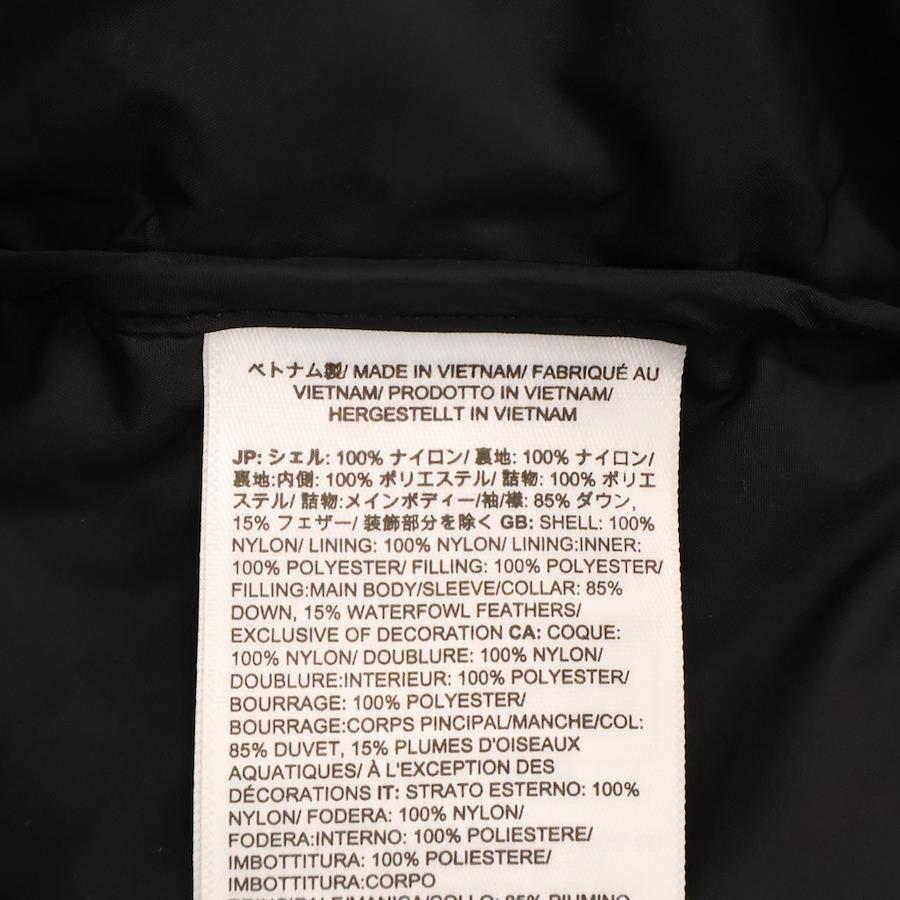 ベトナム製/ MADE IN VIETNAM/ FABRIQUÉ AU
VIETNAM/ PRODOTTO IN VIETNAM/
HERGESTELLT IN VIETNAM
JP: シェル: 100% ナイロン/ 裏地: 100% ナイロン/
裏地:内側: 100% ポリエステル/ 詰物: 100% ポリエ
ステル/ 詰物:メインボディー/袖/襟: 85% ダウン,
15% フェザー/ 装飾部分を除く GB: SHELL: 100%
NYLON/ LINING: 100% NYLON/ LINING:INNER:
100% POLYESTER/ FILLING: 100% POLYESTER/
FILLING:MAIN BODY/SLEEVE/COLLAR: 85%
DOWN, 15% WATERFOWL FEATHERS/
EXCLUSIVE OF DECORATION CA: COQUE:
100% NYLON/ DOUBLURE: 100% NYLON/
DOUBLURE:INTERIEUR: 100% POLYESTER/
BOURRAGE: 100% POLYESTER/
BOURRAGE:CORPS PINCIPAL/MANCHE/COL:
85% DUVET, 15% PLUMES D'OISEAUX
AQUATIQUES/ À L'EXCEPTION DES
DÉCORATIONS IT: STRATO ESTERNO: 100%
NYLON/ FODERA: 100% NYLON/
FODERA:INTERNO: 100% POLIESTERE/
IMBOTTITURA: 100% POLIESTERE/
IMBOTTITURA:CORPO
PRINCIPALE/MANICA/COLLO: 85% PIUMINO